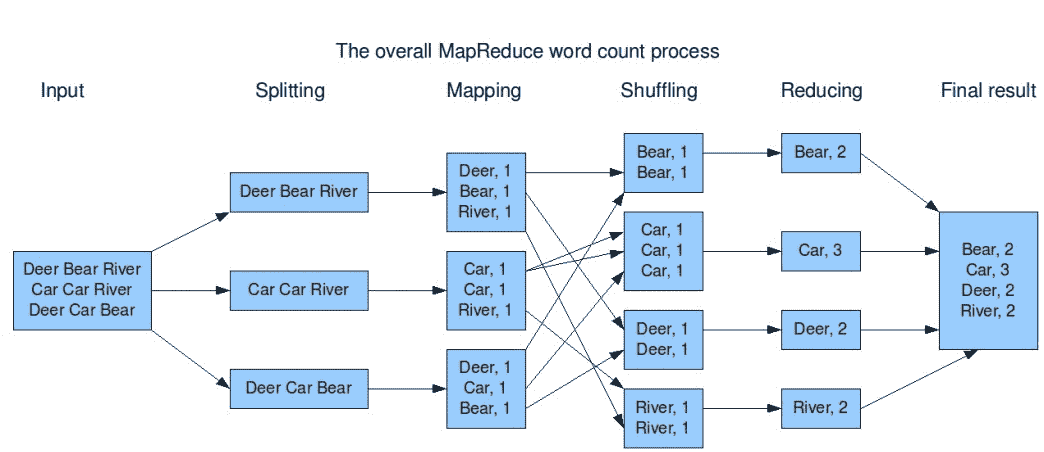 The overall MapReduce word count process
Input
Splitting
Mapping
Shuffling
Reducing
Final result
Deer Bear River
Car Car River
Deer Car Bear
Deer Bear River
Car Car River
Deer Car Bear
Deer, 1
Bear, 1
River, 1
Car, 1
Car, 1
River, 1
Deer, 1
Car, 1
Bear, 1
Bear, 1
Bear, 1
Car, 1
Car, 1
Car, 1
Deer, 1
Deer, 1
River, 1
River, 1
Bear, 2
Car, 3
Deer, 2
River, 2
Bear, 2
Car, 3
Deer, 2
River, 2